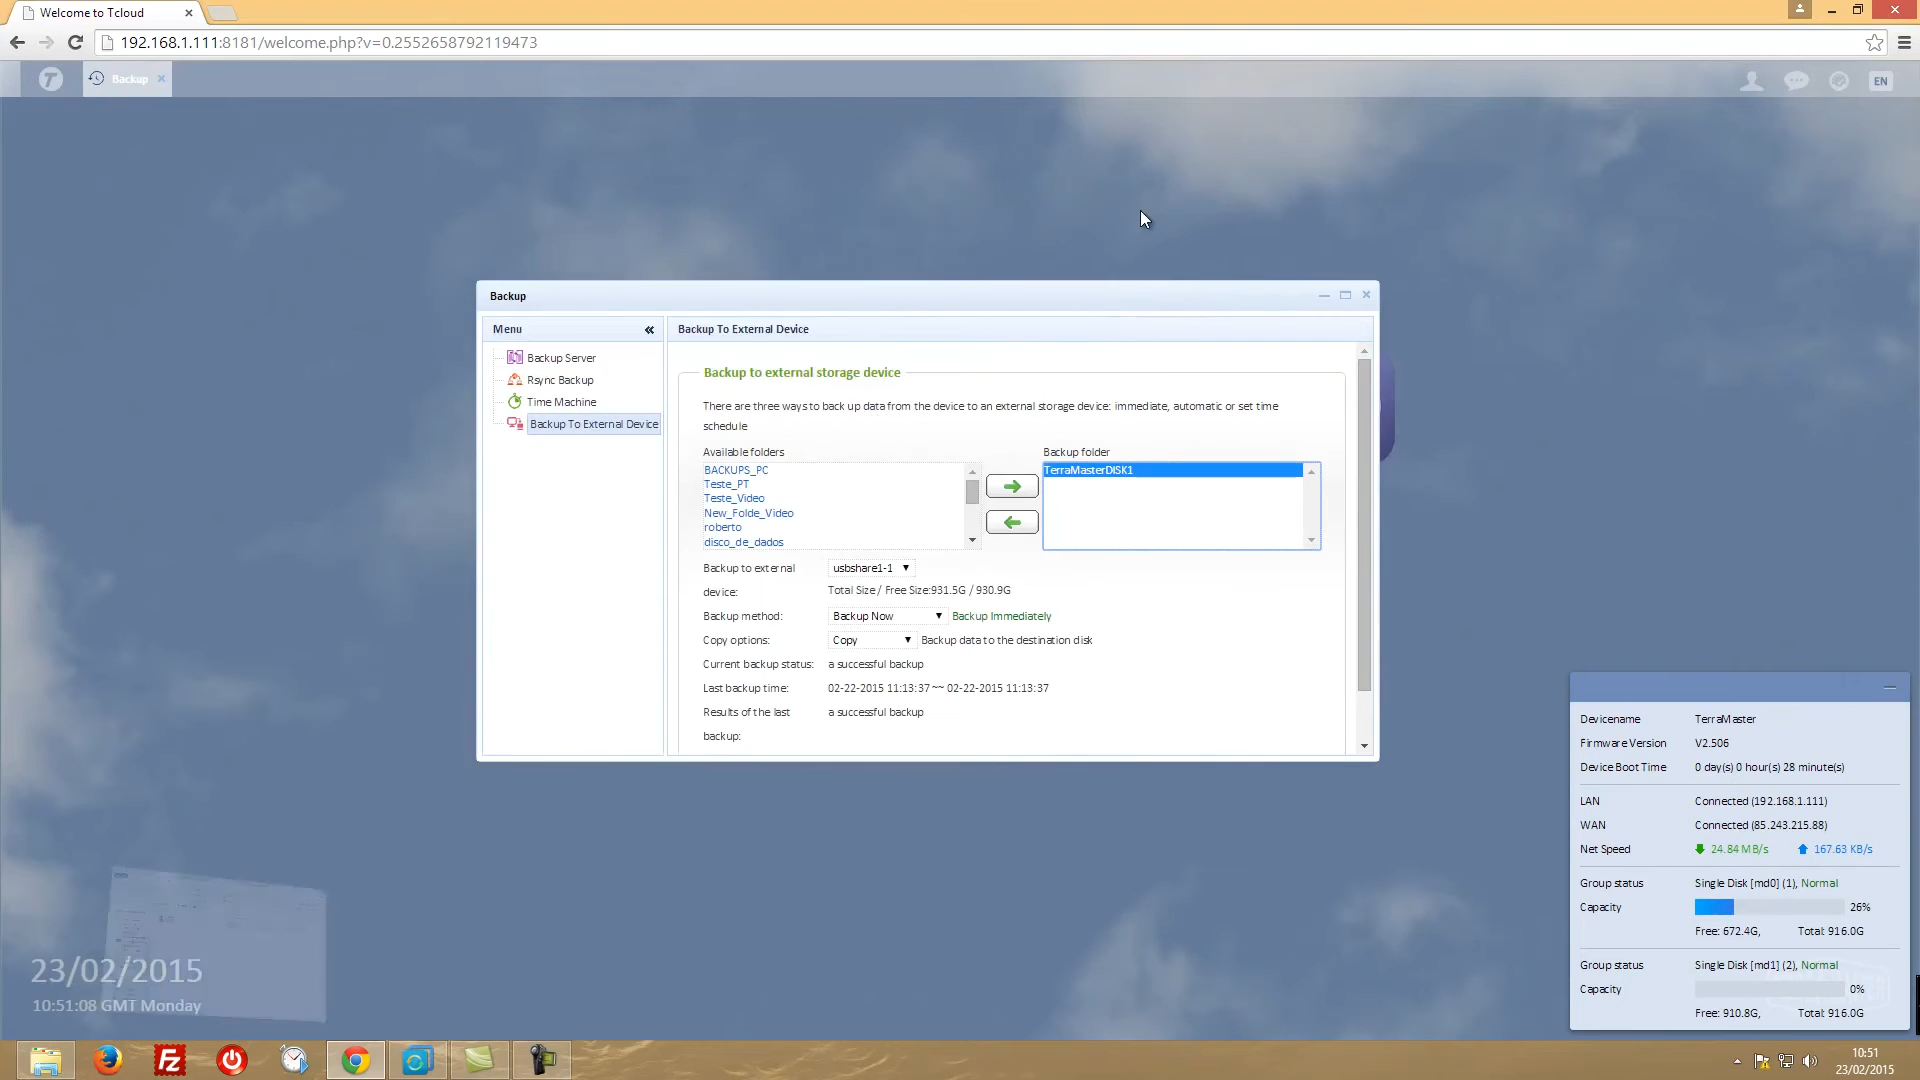 Welcome to Tcloud
192.168.1.111:8181/welcome.php?v=0.2552658792119473
Backup
EN
Backup
Menu
Backup Server
Rsync Backup
Time Machine
Backup To External Device
Backup To External Device
Backup to external storage device
There are three ways to back up data from the device to an external storage device: immediate, automatic or set time
schedule
Available folders
BACKUPS_PC
Teste_PT
Teste_Video
New_Folde_Video
roberto
disco_de_dados
Backup folder
TerraMasterDISK1
Backup to external device: usbshare1-1
Total Size / Free Size:931.5G / 930.9G
Backup method: Backup Now Backup Immediately
Copy options: Copy Backup data to the destination disk
Current backup status: a successful backup
Last backup time: 02-22-2015 11:13:37 ~~ 02-22-2015 11:13:37
Results of the last backup: a successful backup
Devicename TerraMaster
Firmware Version V2.506
Device Boot Time 0 day(s) 0 hour(s) 28 minute(s)
LAN Connected (192.168.1.111)
WAN Connected (85.243.215.88)
Net Speed 24.84 MB/s 167.63 KB/s
Group status Single Disk [md0] (1), Normal
Capacity 26%
Free: 672.4G, Total: 916.0G
Group status Single Disk [md1] (2), Normal
Capacity 0%
Free: 910.8G, Total: 916.0G
23/02/2015
10:51:08 GMT Monday
10:51
23/02/2015